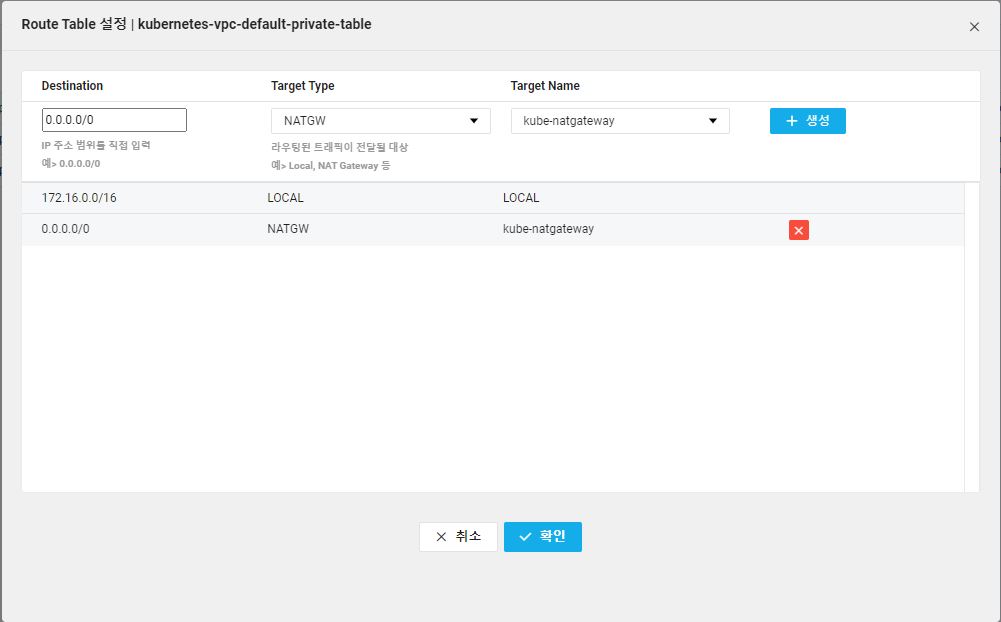 Route Table 설정 | kubernetes-vpc-default-private-table
Destination Target Type Target Name
0.0.0.0/0 NATGW kube-natgateway 생성
IP 주소 범위를 직접 입력 라우팅된 트래픽이 전달될 대상
예> 0.0.0.0/0 예> Local, NAT Gateway 등
172.16.0.0/16 LOCAL LOCAL
0.0.0.0/0 NATGW kube-natgateway
취소 확인